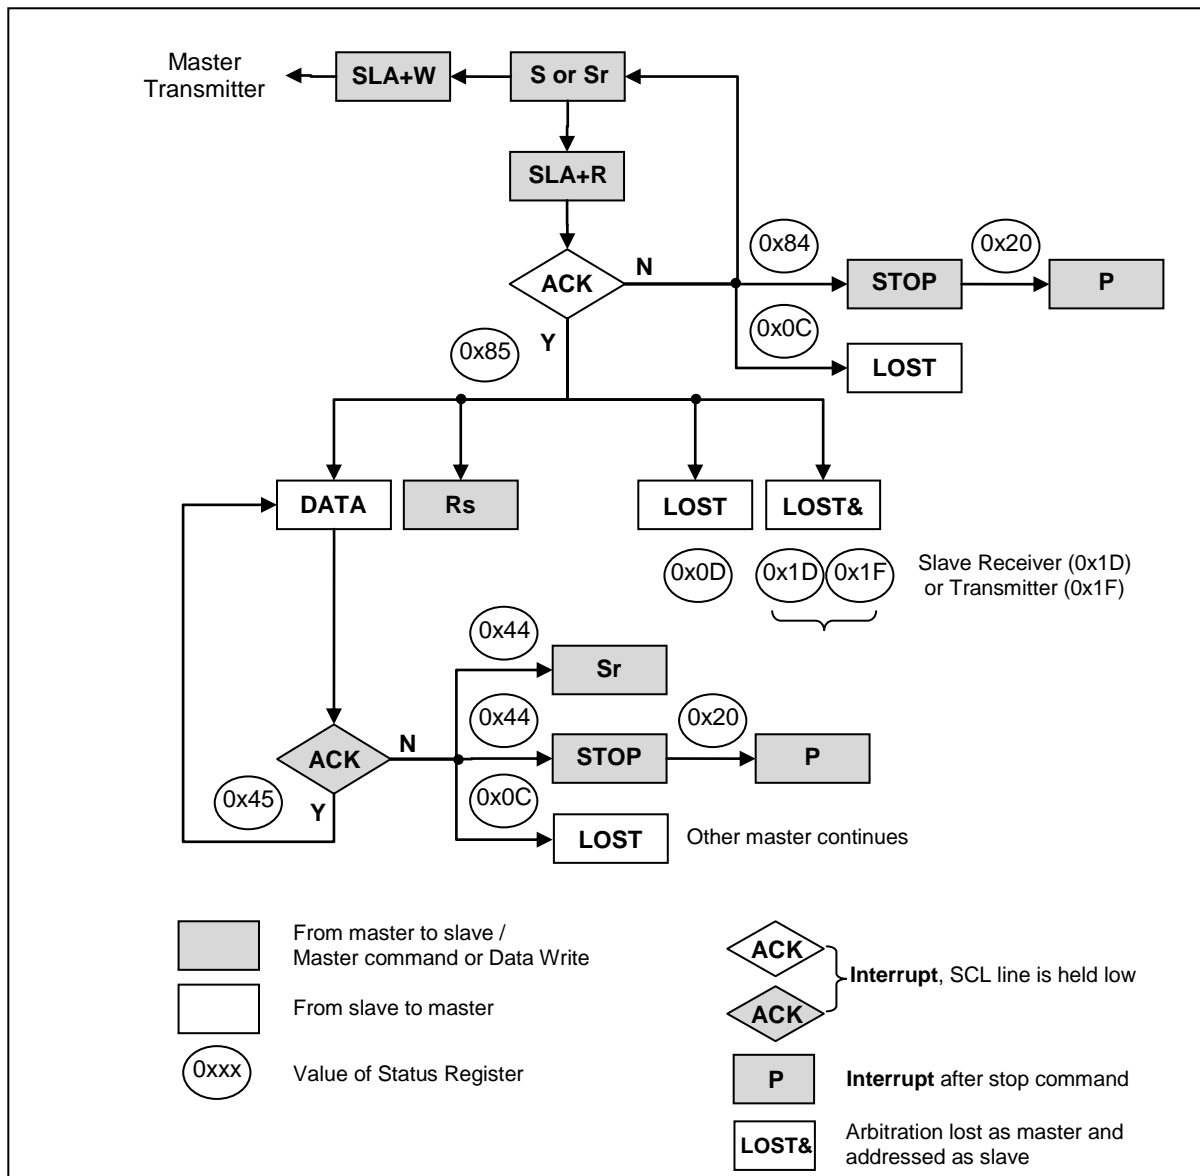 Master
Transmitter
SLA+W
S or Sr
SLA+R
ACK
N
0x84
0x20
STOP
P
Y
0x85
0x0C
LOST
DATA
Rs
LOST
LOST&
0x0D
0x1D
0x1F
Slave Receiver (0x1D)
or Transmitter (0x1F)
0x44
Sr
0x44
0x20
ACK
N
STOP
P
0x45
Y
0x0C
LOST
Other master continues
From master to slave /
Master command or Data Write
From slave to master
0xxx
Value of Status Register
ACK
ACK
Interrupt, SCL line is held low
P
Interrupt after stop command
LOST&
Arbitration lost as master and
addressed as slave